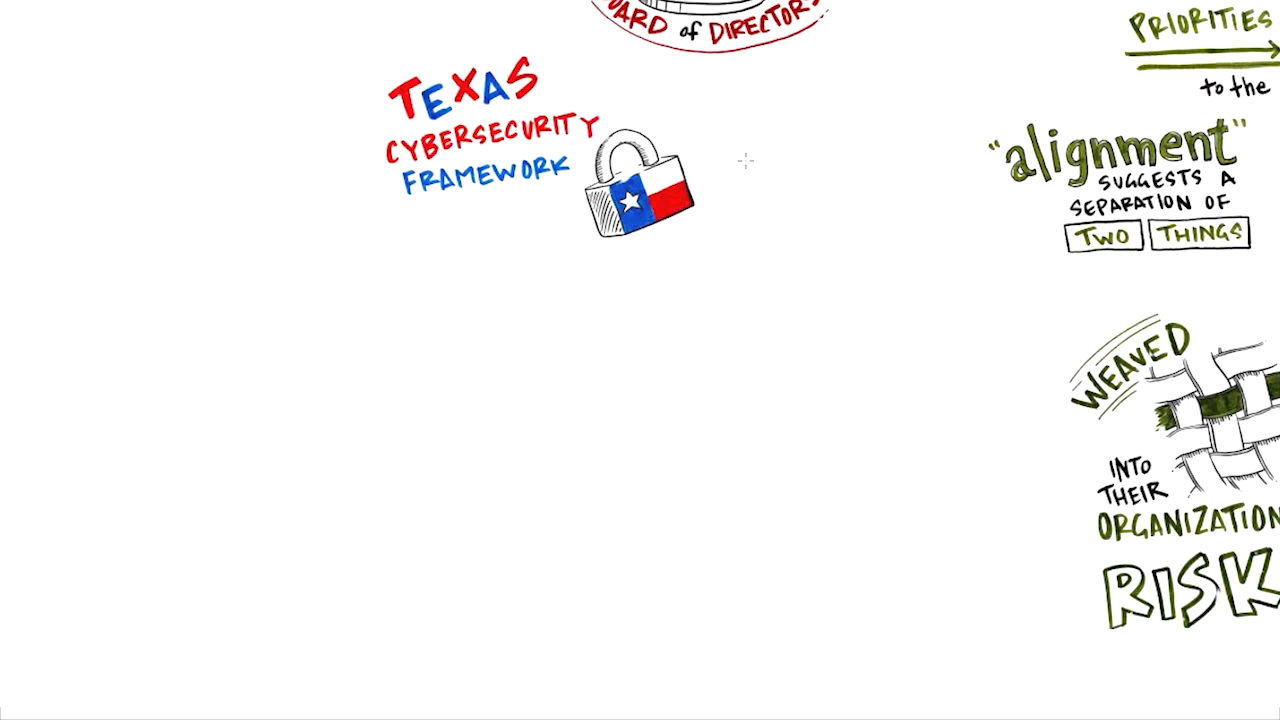 OARD of DIRECTORS
TEXAS
CYBERSECURITY
FRAMEWORK
PRIORITIES
to the
"alignment"
SUGGESTS A
SEPARATION OF
TWO THINGS
WEAVED
INTO
THEIR
ORGANIZATION
RISK